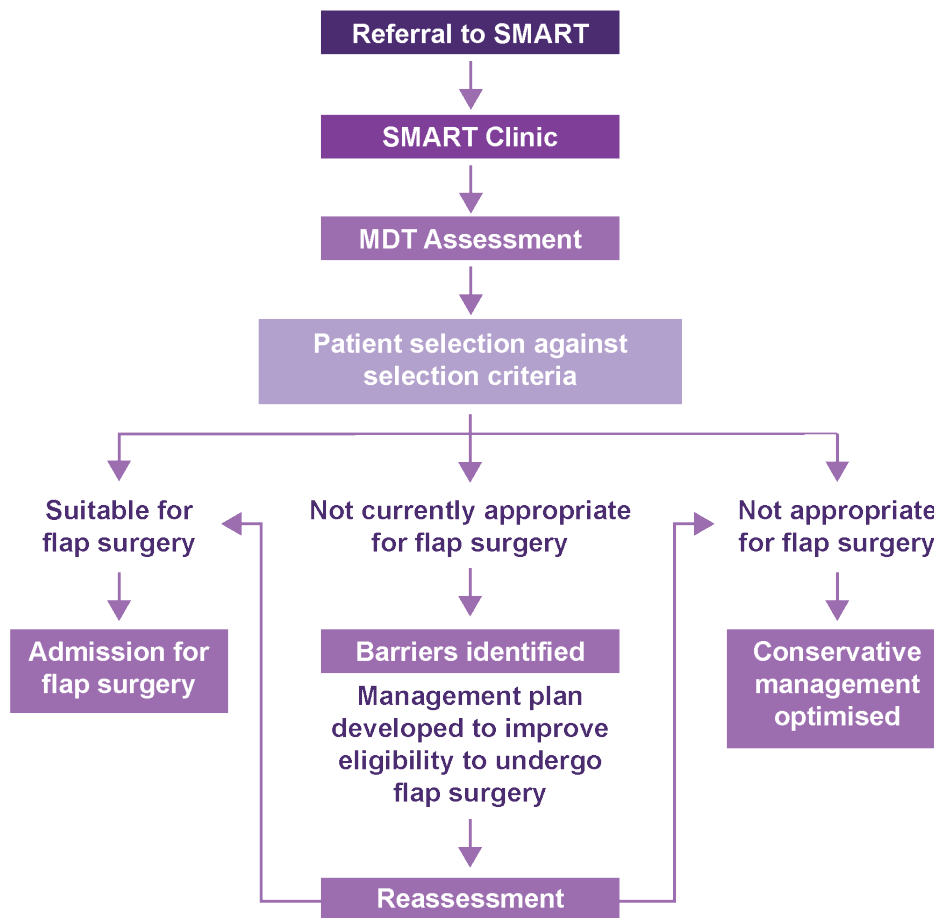 Referral to SMART
SMART Clinic
MDT Assessment
Patient selection against
selection criteria
Suitable for
flap surgery
Admission for
flap surgery
Not currently appropriate
for flap surgery
Barriers identified
Management plan
developed to improve
eligibility to undergo
flap surgery
Reassessment
Not appropriate
for flap surgery
Conservative
management
optimised